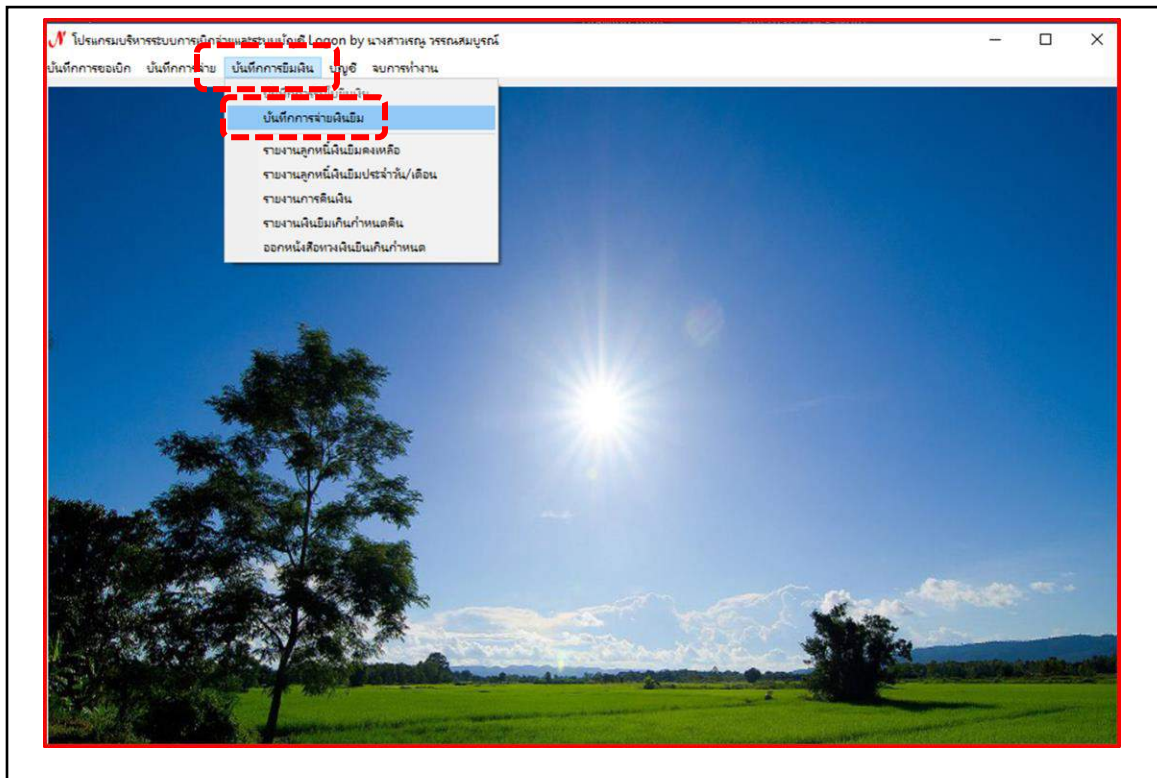 โปรแกรมบริหารระบบการเบิกจ่ายและระบบบัญชี Logon by นางสาวเรณู วรรณสมบูรณ์
บันทึกการขอเบิก บันทึกการจ่าย บันทึกการยืมเงิน บัญชี จบการทำงาน
บันทึกการจ่ายเงินยืม
รายงานลูกหนี้เงินยืมคงเหลือ
รายงานลูกหนี้เงินยืมประจำวัน/เดือน
รายงานการคืนเงิน
รายงานเงินยืมเกินกำหนดคืน
ออกหนังสือทวงเงินยืมเกินกำหนด